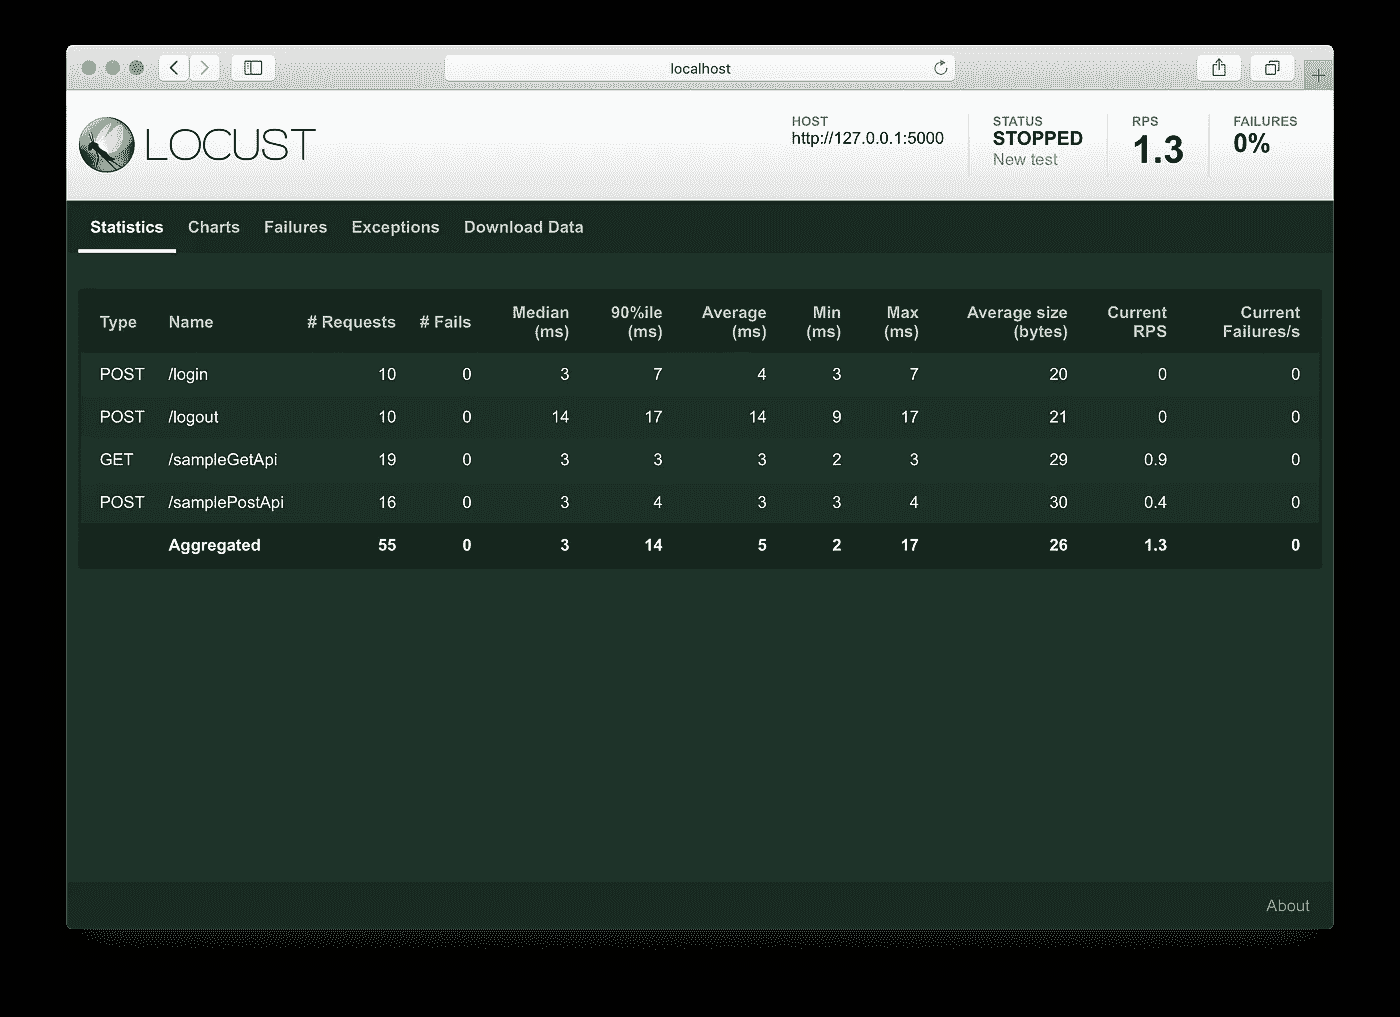 localhost
LOCUST
HOST
http://127.0.0.1:5000
STATUS
STOPPED
New test
RPS
1.3
FAILURES
0%
Statistics Charts Failures Exceptions Download Data
Type Name # Requests # Fails Median (ms) 90%ile (ms) Average (ms) Min (ms) Max (ms) Average size (bytes) Current RPS Current Failures/s
POST /login 10 0 3 7 4 3 7 20 0 0
POST /logout 10 0 14 17 14 9 17 21 0 0
GET /sampleGetApi 19 0 3 3 3 2 3 29 0.9 0
POST /samplePostApi 16 0 3 4 3 3 4 30 0.4 0
Aggregated 55 0 3 14 5 2 17 26 1.3 0
About